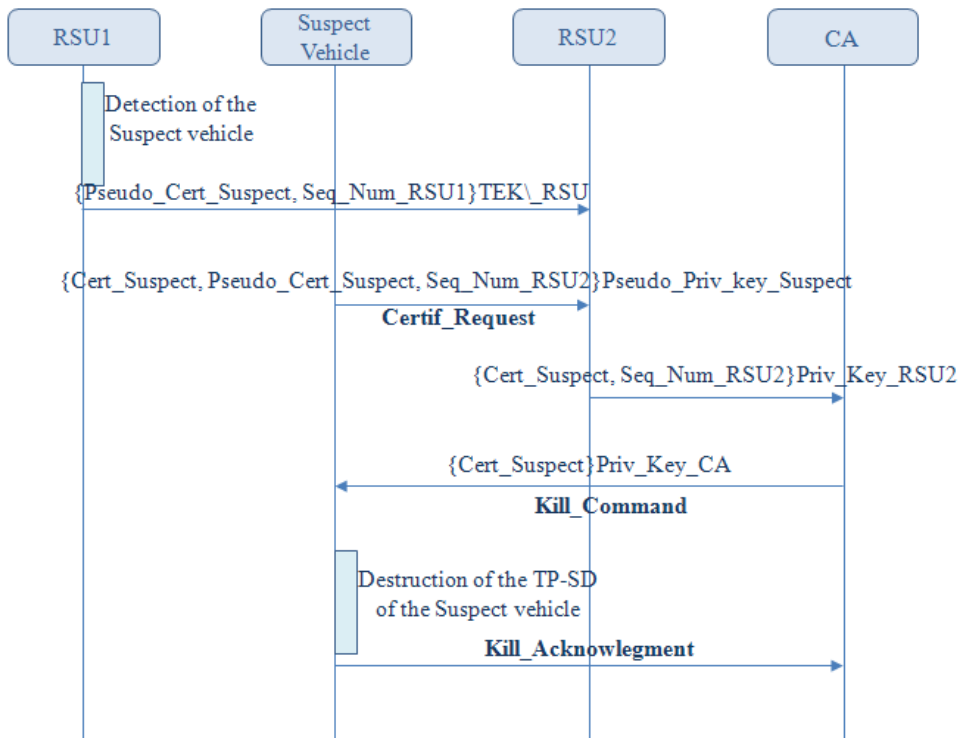 RSU1
Suspect
Vehicle
RSU2
CA
Detection of the
Suspect vehicle
{Pseudo_Cert_Suspect, Seq_Num_RSU1}TEK\_RSU
{Cert_Suspect, Pseudo_Cert_Suspect, Seq_Num_RSU2}Pseudo_Priv_key_Suspect
Certif_Request
{Cert_Suspect, Seq_Num_RSU2}Priv_Key_RSU2
{Cert_Suspect}Priv_Key_CA
Kill_Command
Destruction of the TP-SD
of the Suspect vehicle
Kill_Acknowlegment